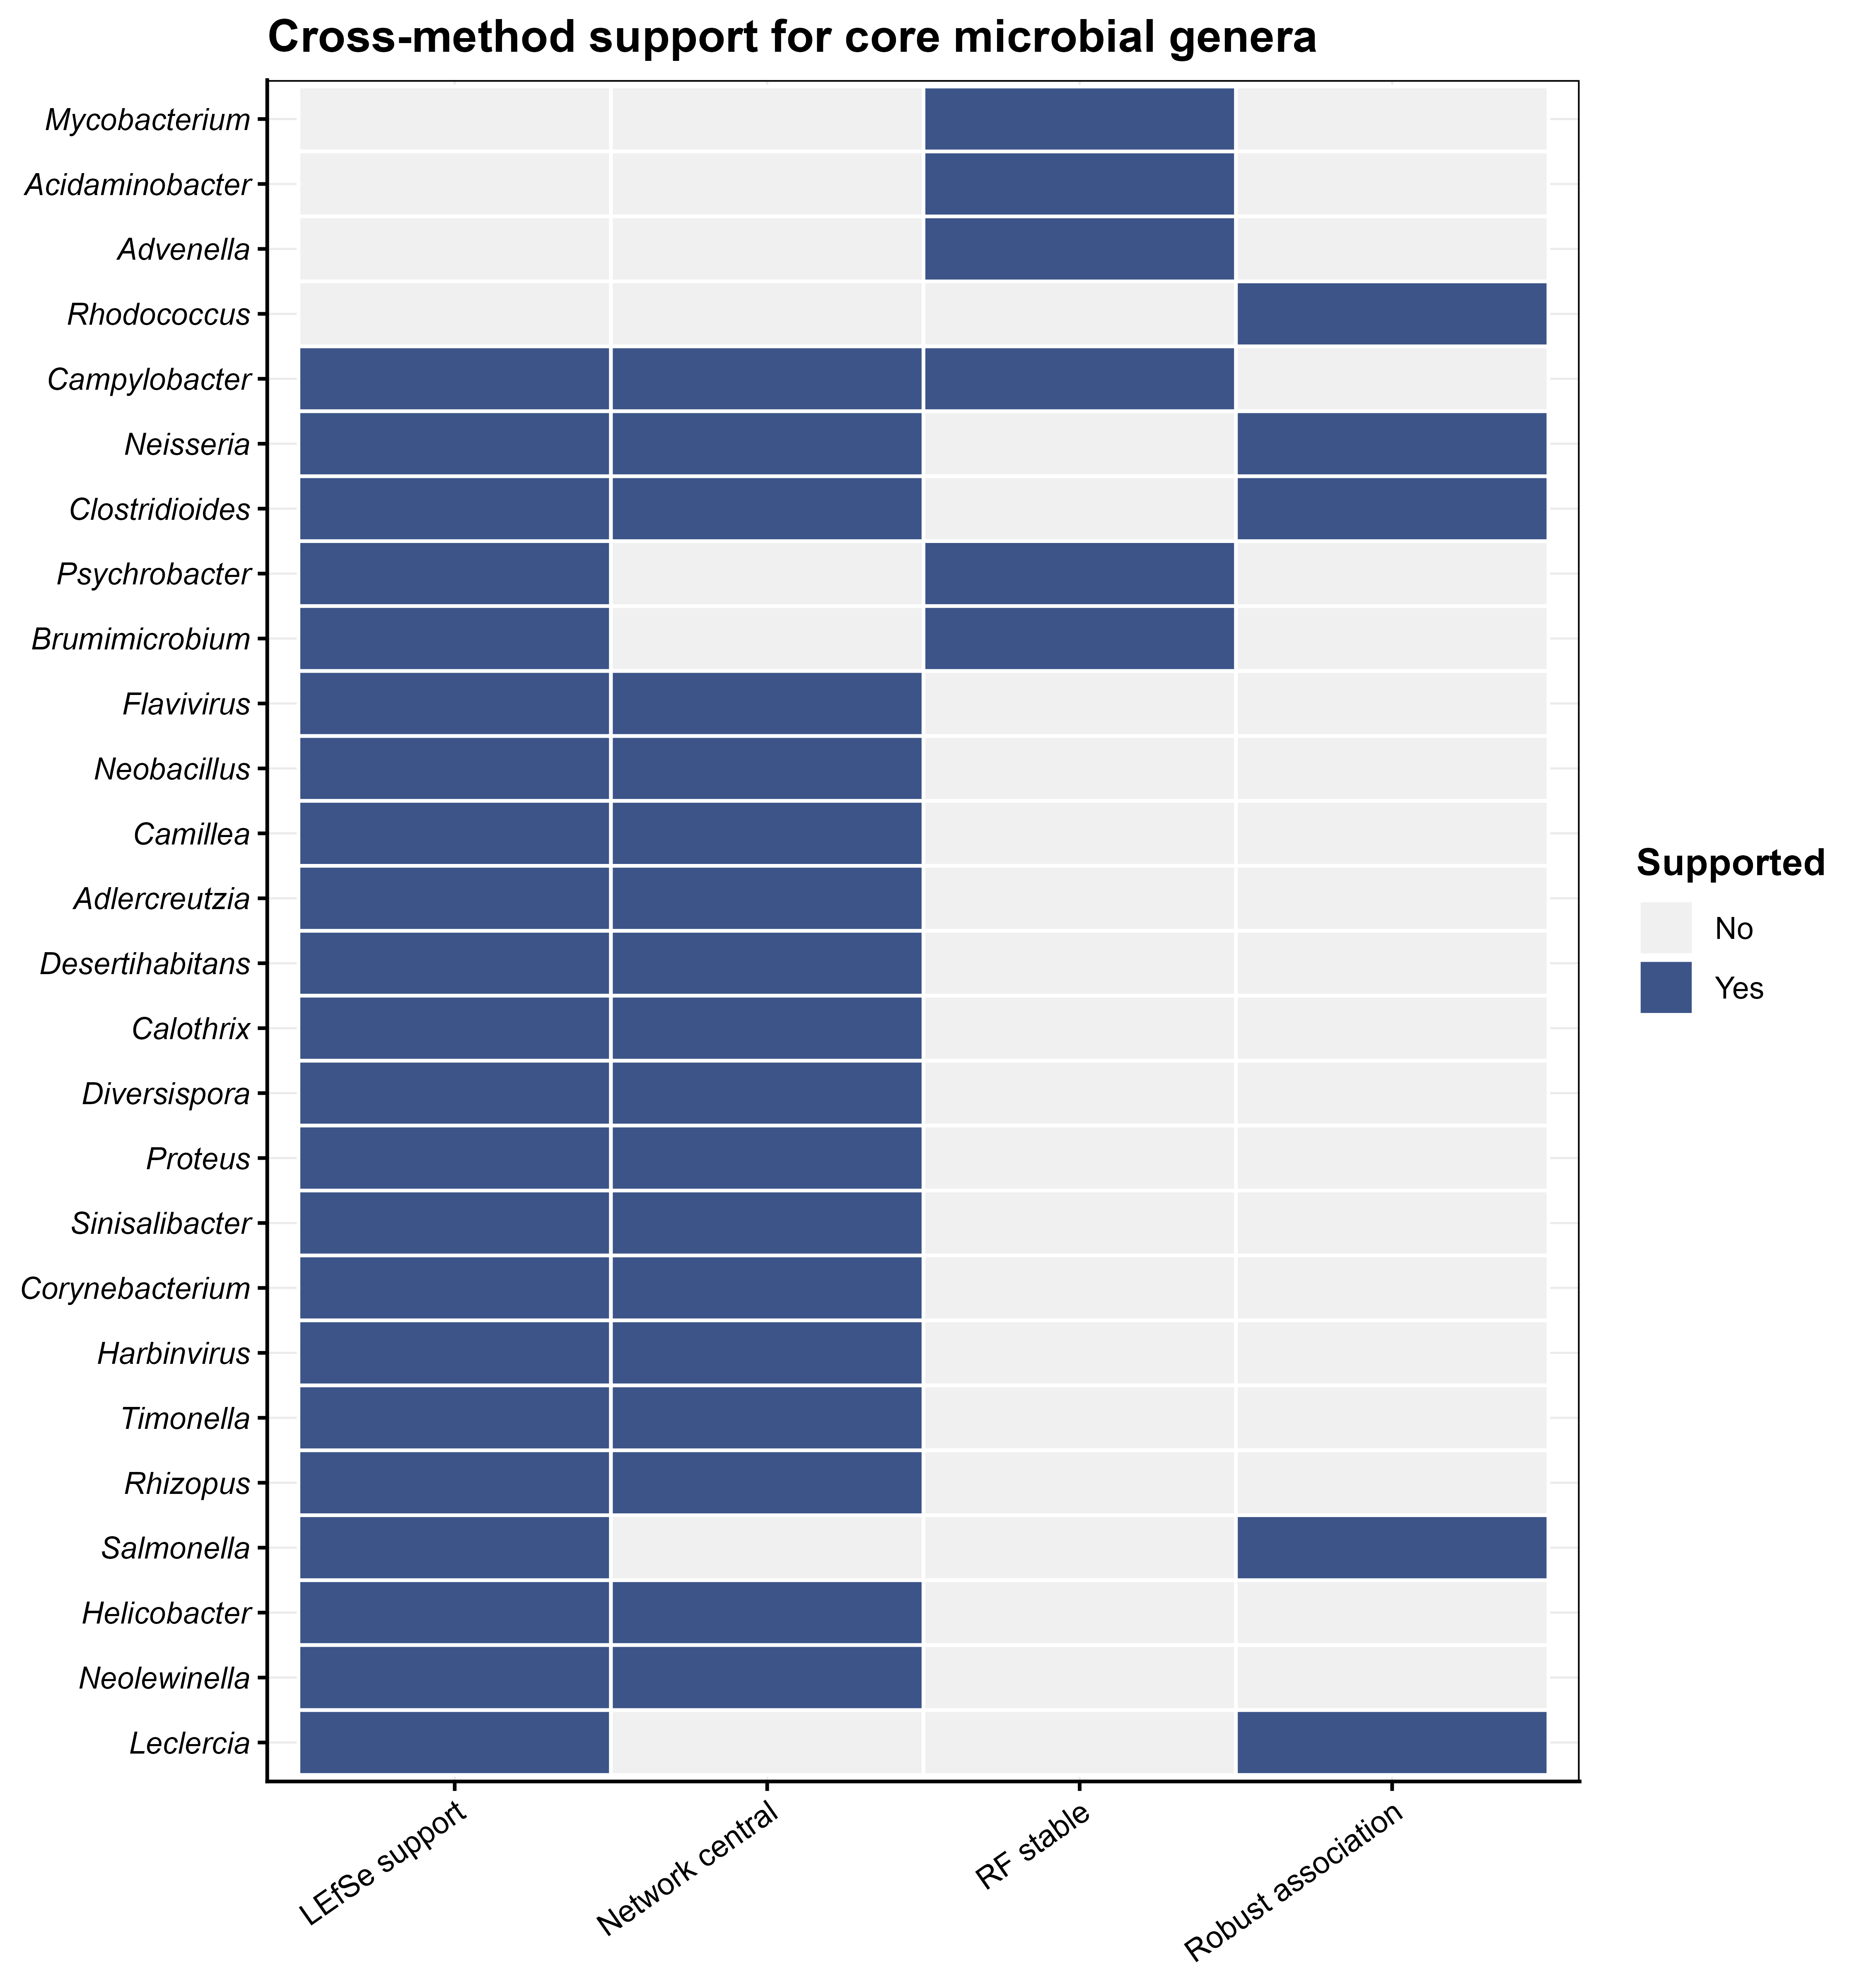 Cross-method support for core microbial genera
Mycobacterium
Acidaminobacter
Advenella
Rhodococcus
Campylobacter
Neisseria
Clostridioides
Psychrobacter
Brumimicrobium
Flavivirus
Neobacillus
Camillea
Adlercreutzia
Desertihabitans
Calothrix
Diversispora
Proteus
Sinisalibacter
Corynebacterium
Harbinvirus
Timonella
Rhizopus
Salmonella
Helicobacter
Neolewinella
Leclercia
LEfSe support
Network central
RF stable
Robust association
Supported
No
Yes